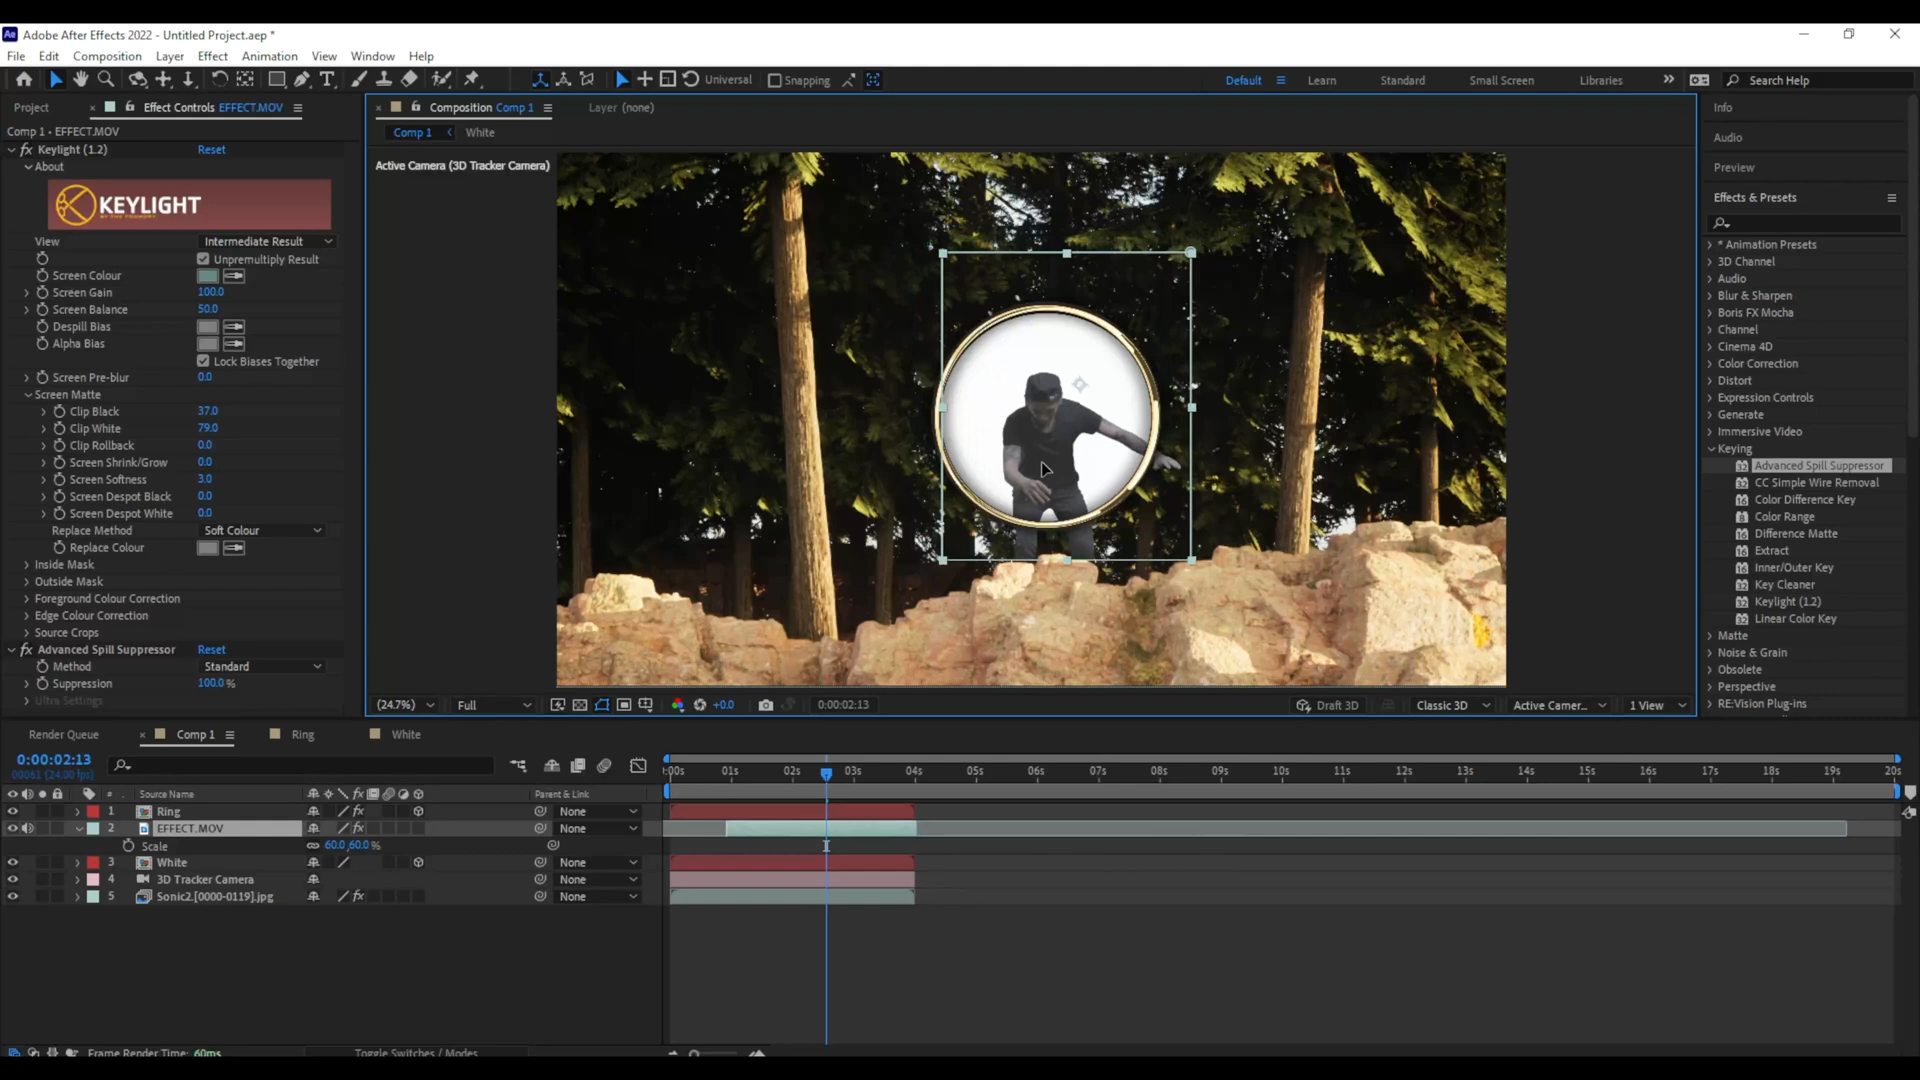 Adobe After Effects 2022 - Untitled Project.aep *
File Edit Composition Layer Effect Animation View Window Help
Universal Snapping Default Learn Standard Small Screen Libraries Search Help
Project Effect Controls EFFECT.MOV
Comp 1 • EFFECT.MOV
Keylight (1.2) Reset
About
KEYLIGHT
BY THE FOUNDRY
View Intermediate Result
Unpremultiply Result
Screen Colour
Screen Gain 100.0
Screen Balance 50.0
Despill Bias
Alpha Bias
Lock Biases Together
Screen Pre-blur 0.0
Screen Matte
Clip Black 37.0
Clip White 79.0
Clip Rollback 0.0
Screen Shrink/Grow 0.0
Screen Softness 3.0
Screen Despot Black 0.0
Screen Despot White 0.0
Replace Method Soft Colour
Replace Colour
Inside Mask
Outside Mask
Foreground Colour Correction
Edge Colour Correction
Source Crops
Advanced Spill Suppressor Reset
Method Standard
Suppression 100.0 %
Ultra Settings
Composition Comp 1 Layer (none)
Comp 1 White
Active Camera (3D Tracker Camera)
(24.7%) Full +0.0 0:00:02:13 Draft 3D Classic 3D Active Camer... 1 View
Info
Audio
Preview
Effects & Presets
* Animation Presets
3D Channel
Audio
Blur & Sharpen
Boris FX Mocha
Channel
Cinema 4D
Color Correction
Distort
Expression Controls
Generate
Immersive Video
Keying
Advanced Spill Suppressor
CC Simple Wire Removal
Color Difference Key
Color Range
Difference Matte
Extract
Inner/Outer Key
Key Cleaner
Keylight (1.2)
Linear Color Key
Matte
Noise & Grain
Obsolete
Perspective
RE:Vision Plug-ins
Render Queue Comp 1 Ring White
0:00:02:13
00061 (24.00 fps)
:00s 01s 02s 03s 04s 05s 06s 07s 08s 09s 10s 11s 12s 13s 14s 15s 16s 17s 18s 19s 20s
# Source Name Parent & Link
1 Ring None
2 EFFECT.MOV None
Scale 60.0,60.0 %
3 White None
4 3D Tracker Camera None
5 Sonic2.[0000-0119].jpg None
Frame Render Time: 60ms Toggle Switches / Modes